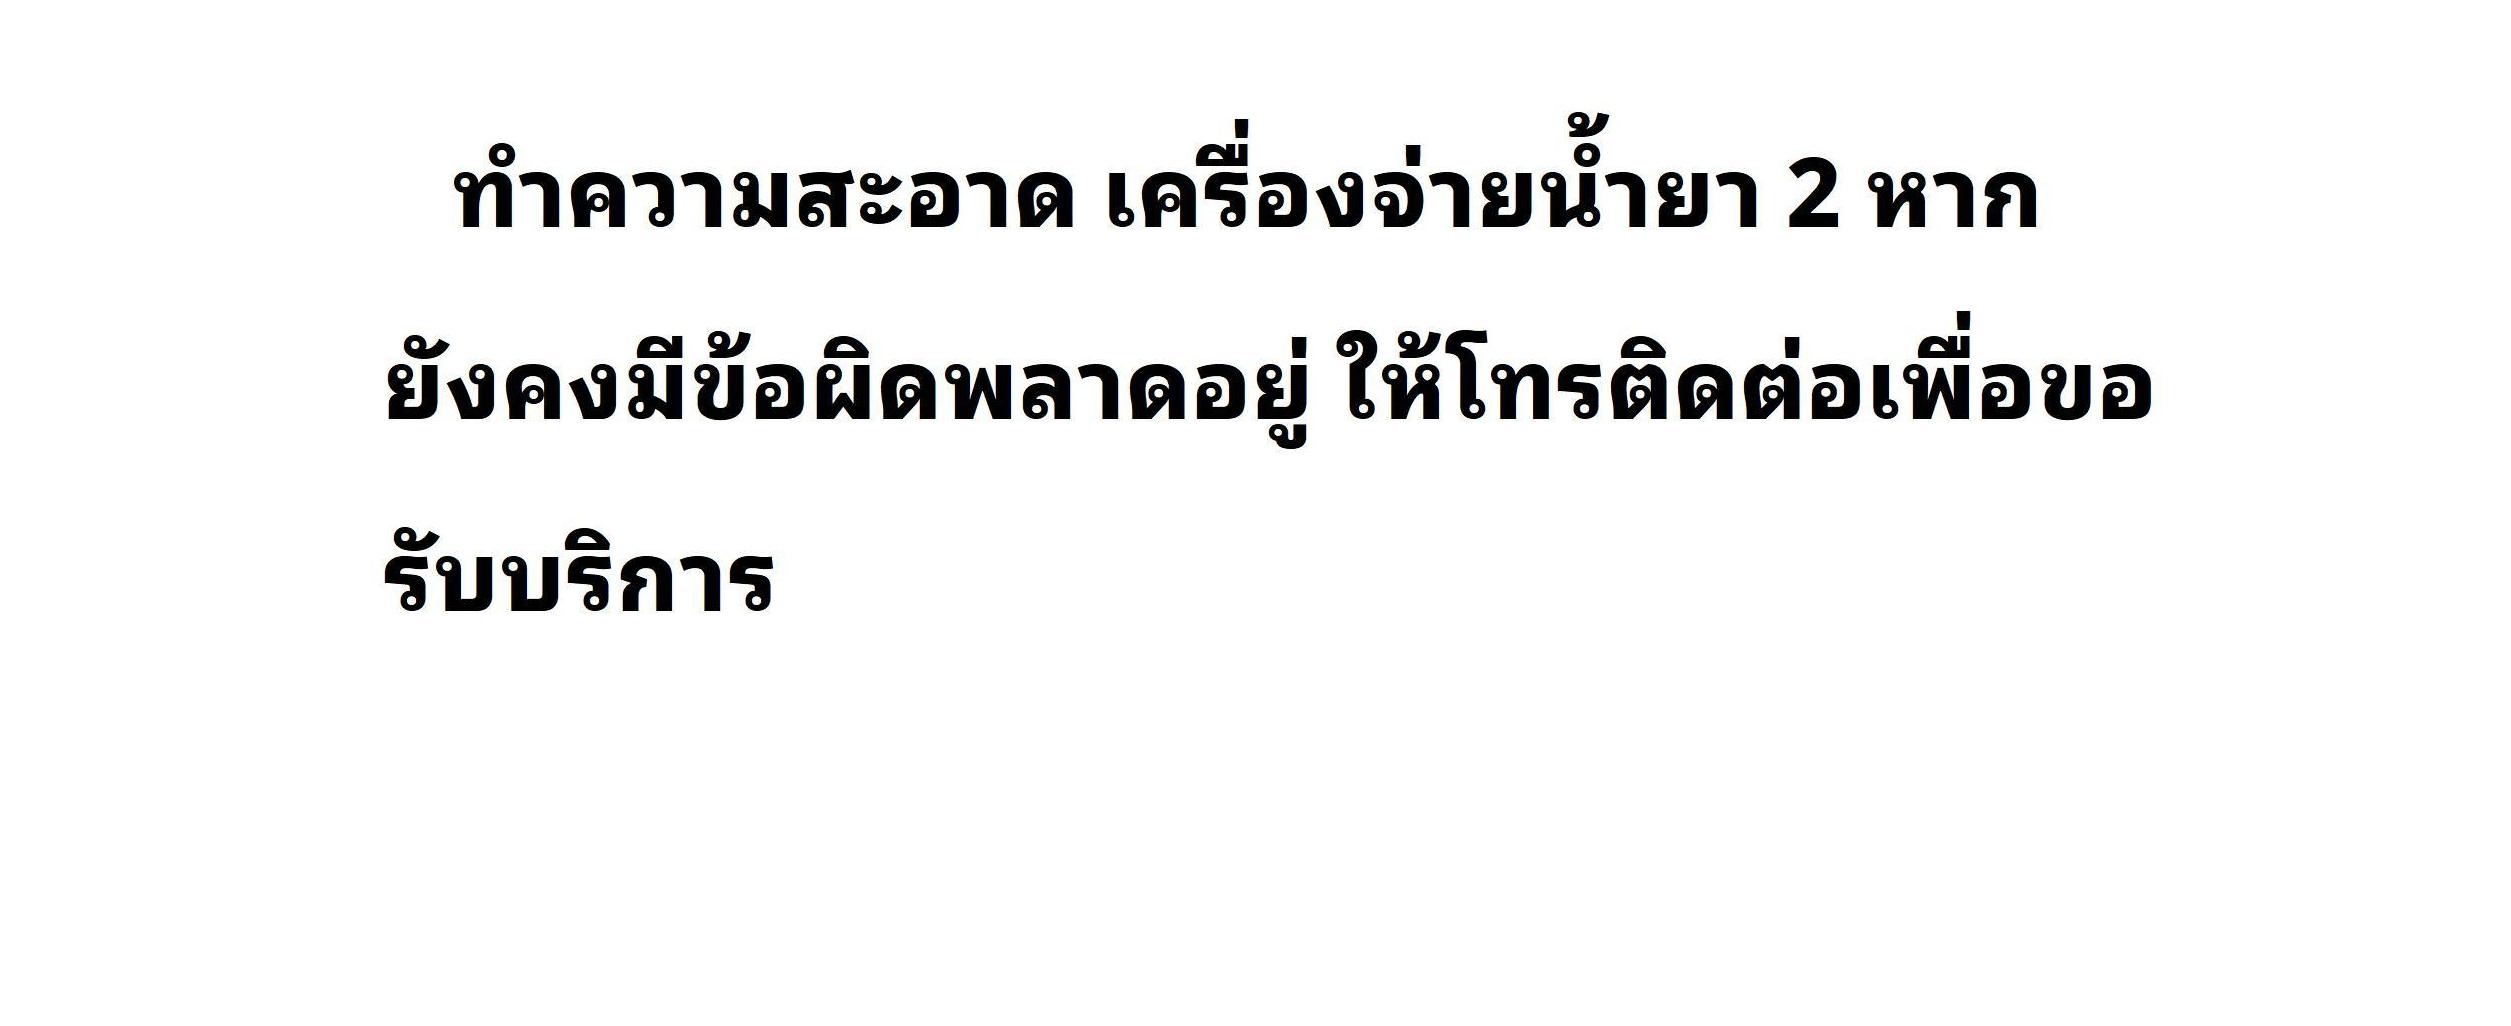 ทำความสะอาด เครื่องจ่ายน้ำยา 2 หาก
ยังคงมีข้อผิดพลาดอยู่ ให้โทรติดต่อเพื่อขอ
รับบริการ